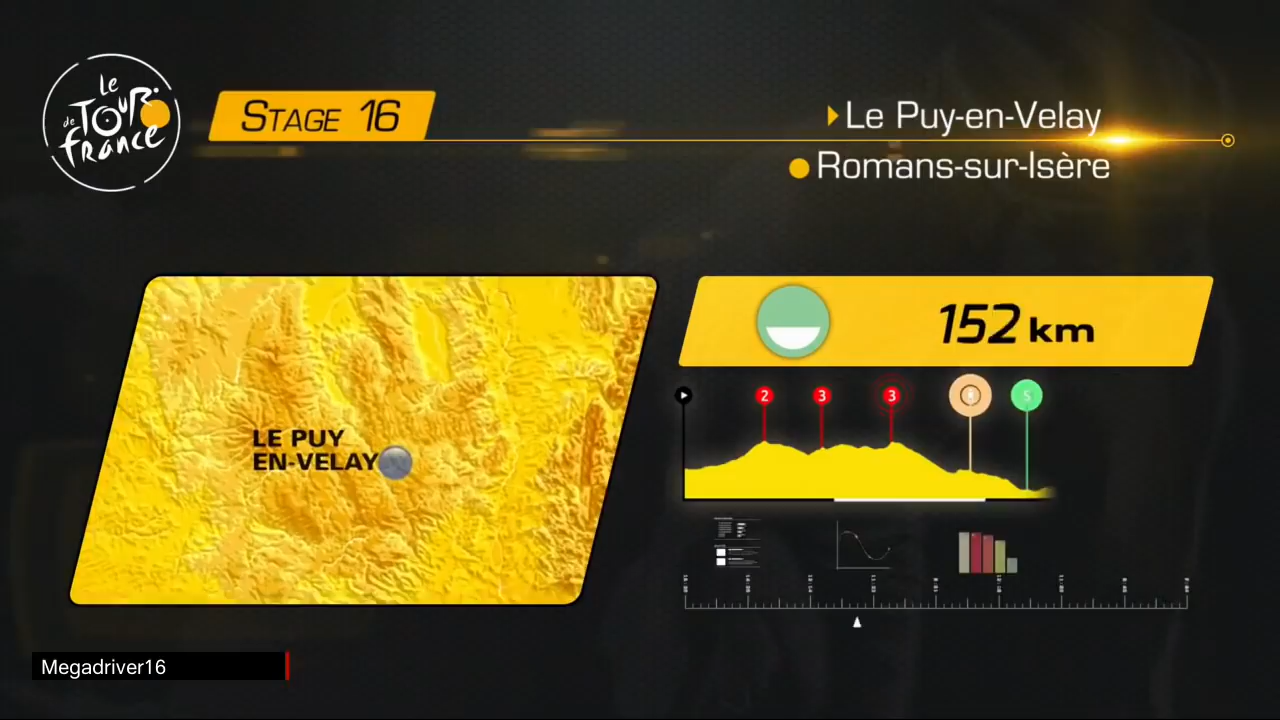 Le
TOUR
de
France
STAGE 16
Le Puy-en-Velay
Romans-sur-Isère
152 km
LE PUY
EN-VELAY
2 3 3 S
Megadriver16